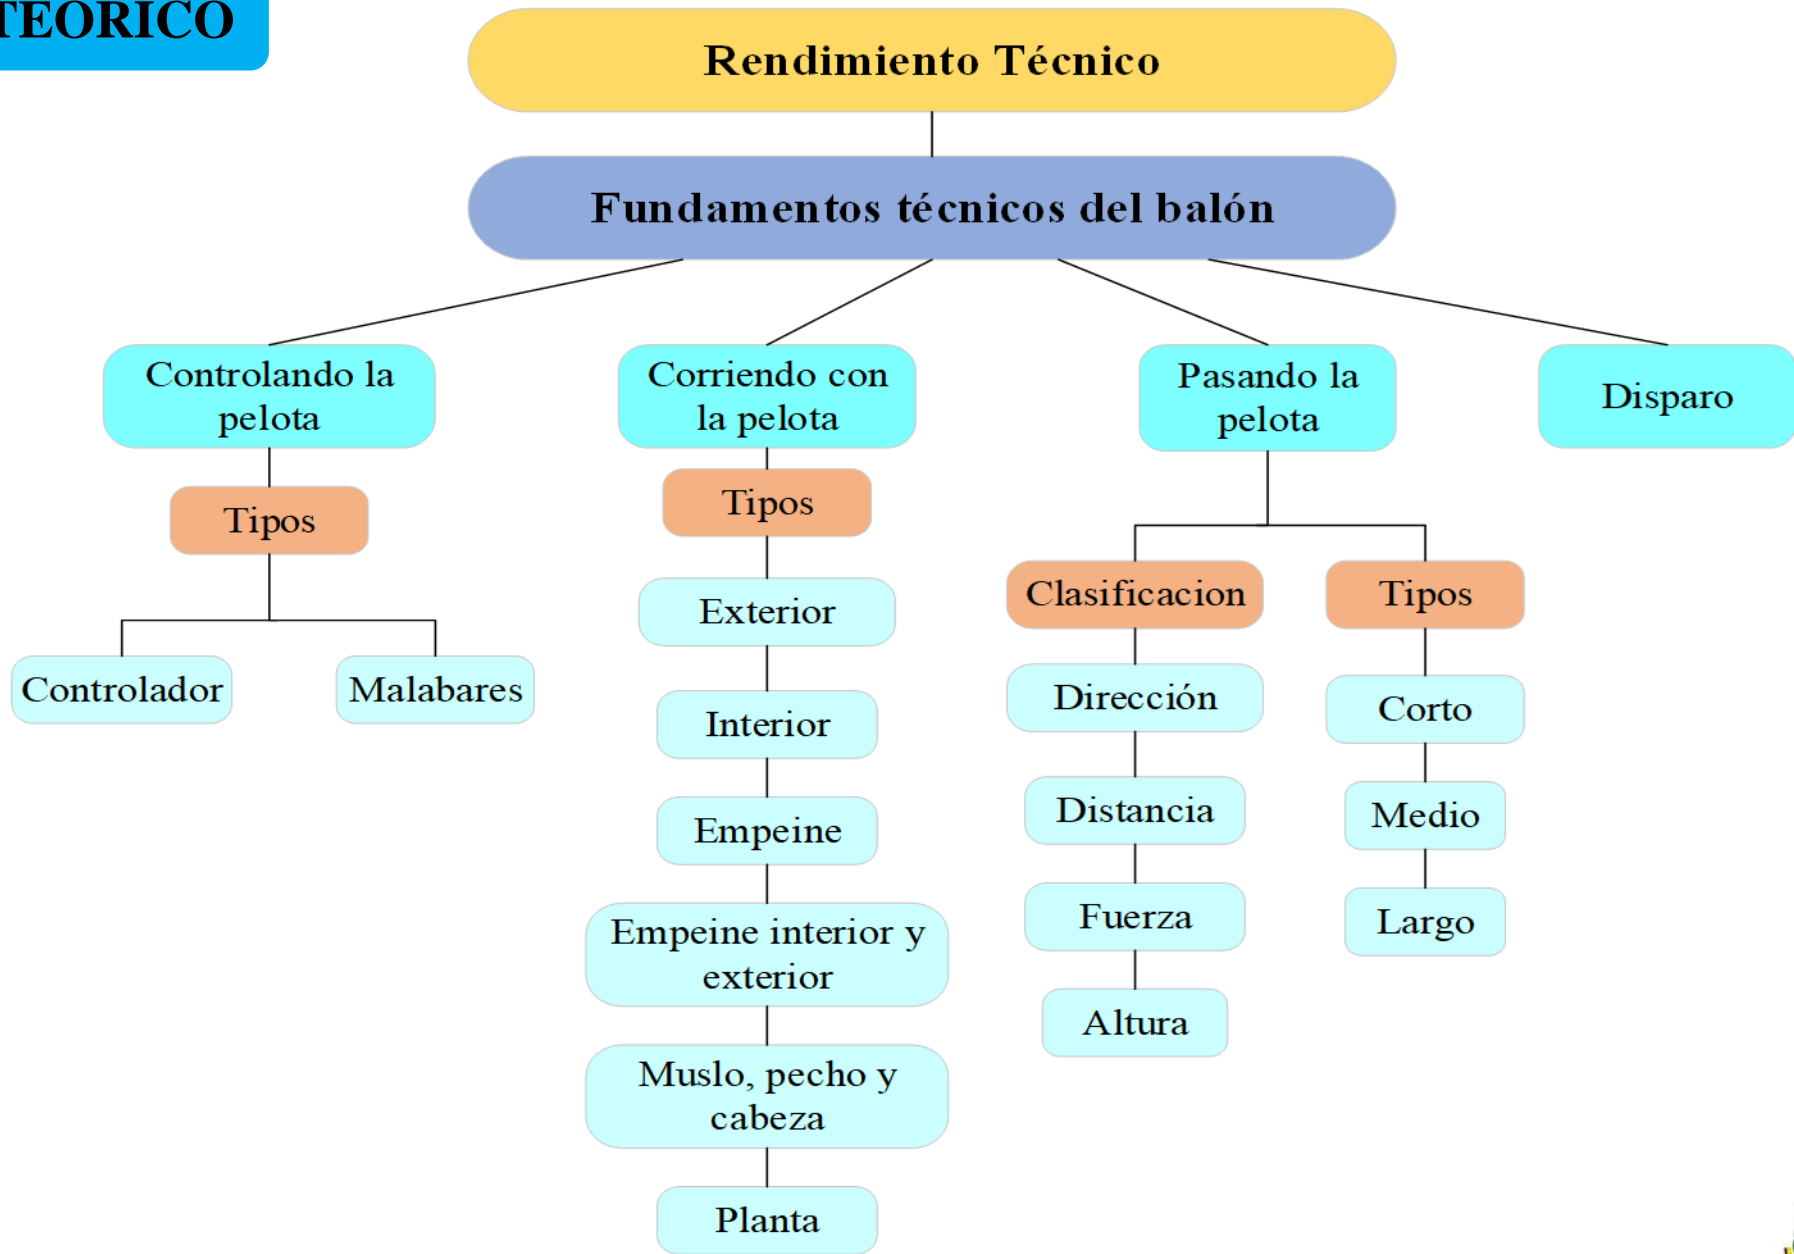 TEORICO
Rendimiento Técnico
Fundamentos técnicos del balón
Controlando la
pelota
Corriendo con
la pelota
Pasando la
pelota
Disparo
Tipos
Controlador
Malabares
Tipos
Exterior
Interior
Empeine
Empeine interior y
exterior
Muslo, pecho y
cabeza
Planta
Clasificacion
Dirección
Distancia
Fuerza
Altura
Tipos
Corto
Medio
Largo